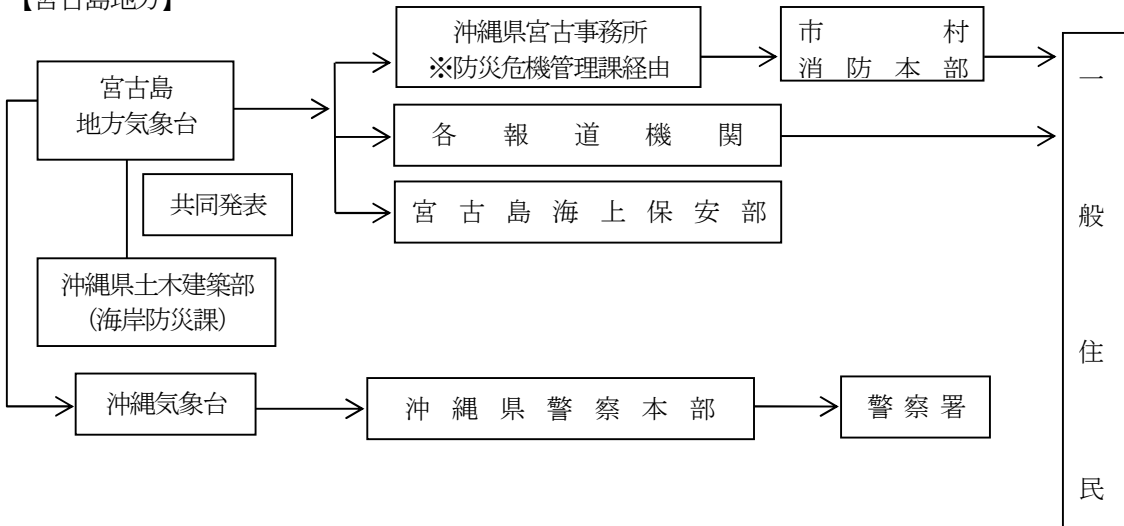 【宮古島地方】
沖縄県宮古事務所
※防災危機管理課経由
市村
消防本部
宮古島
地方気象台
各報道機関
共同発表
宮古島海上保安部
沖縄県土木建築部
(海岸防災課)
沖縄気象台
沖縄県警察本部
警察署
一般住民